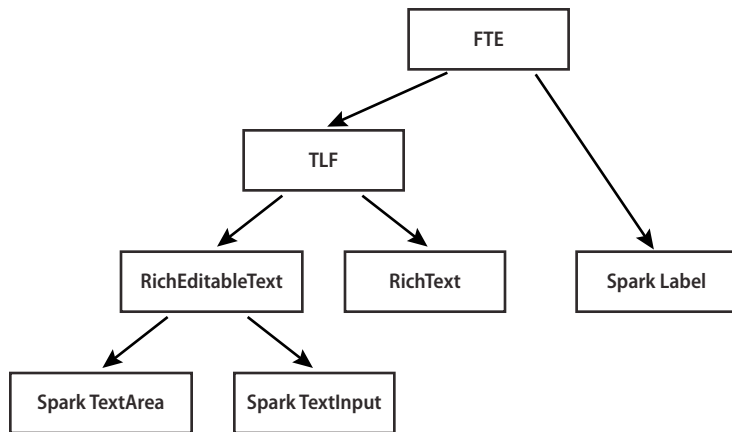 FTE
TLF
RichEditableText
RichText
Spark Label
Spark TextArea
Spark TextInput